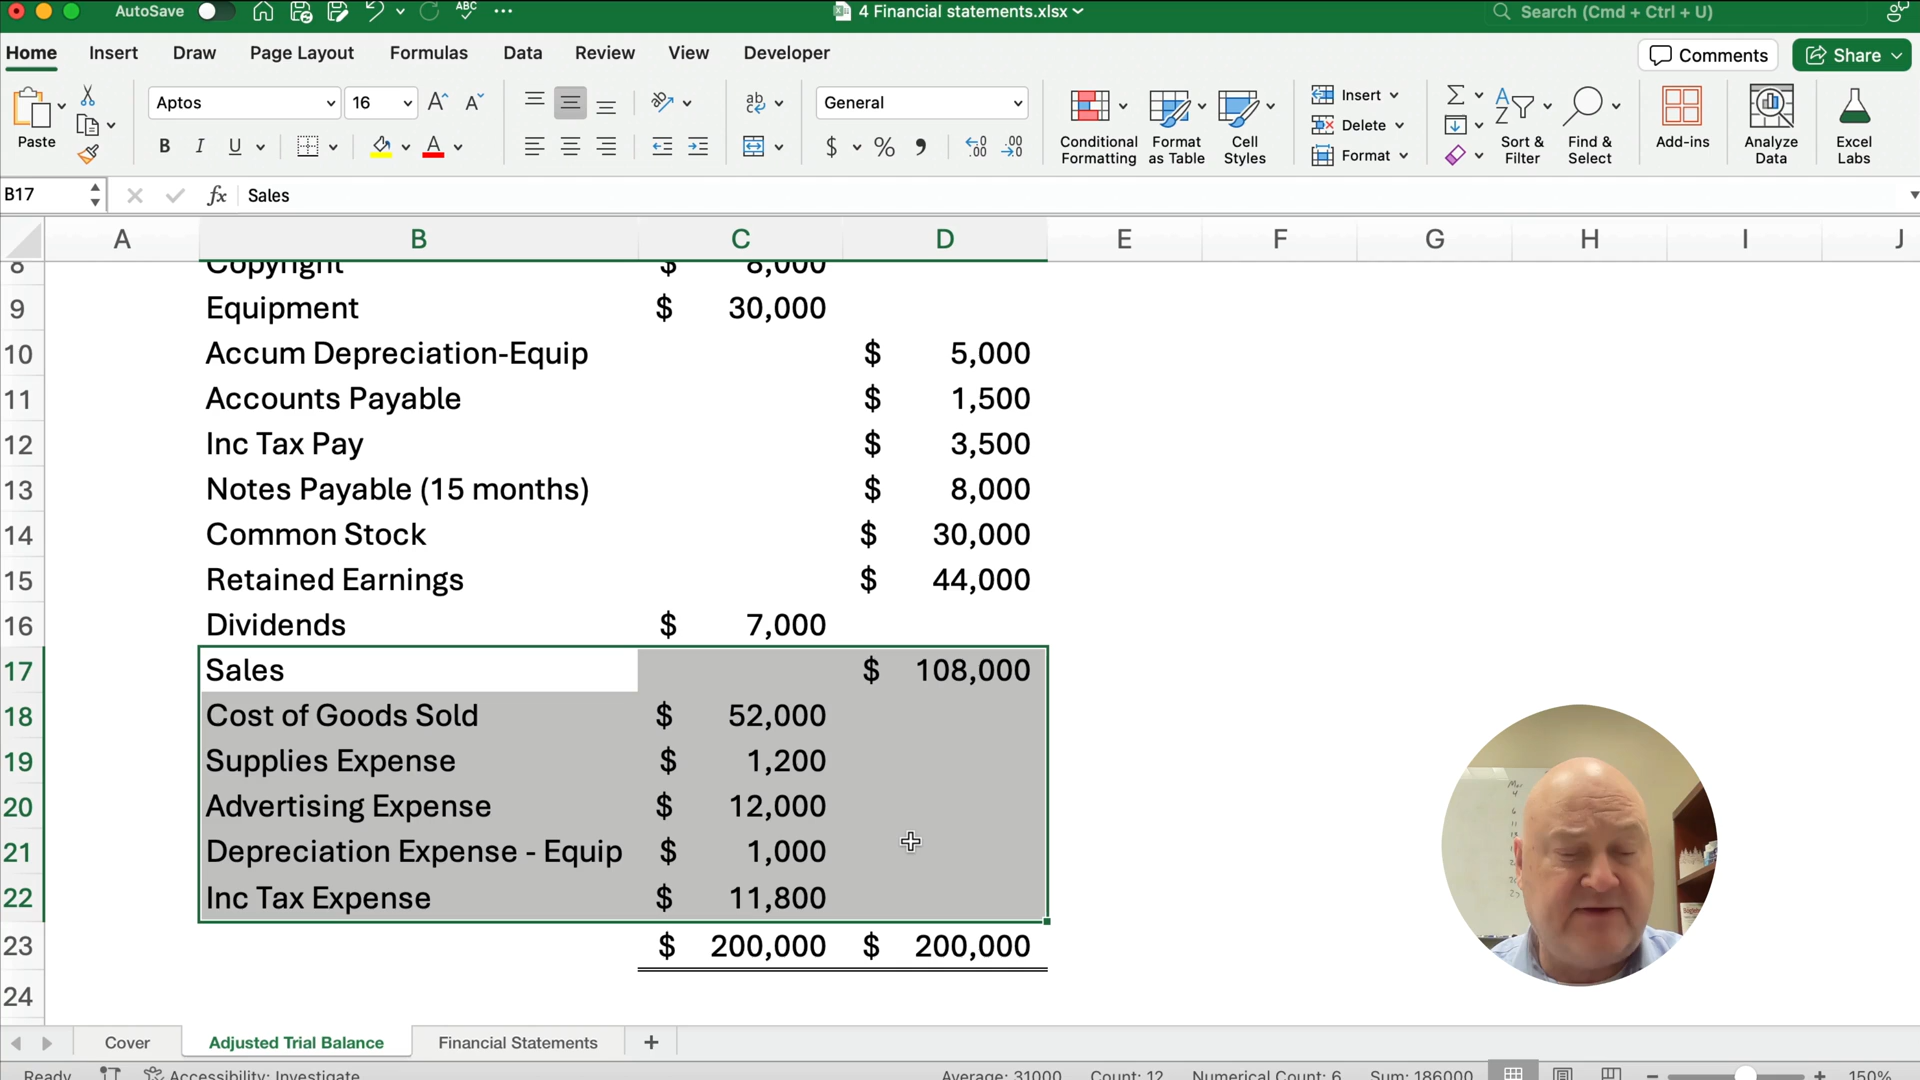 AutoSave
ABC
4 Financial statements.xlsx
Search (Cmd + Ctrl + U)
Home Insert Draw Page Layout Formulas Data Review View Developer
Comments
Share
Paste
Aptos
16
General
Conditional Formatting
Format as Table
Cell Styles
Insert
Delete
Format
Sort & Filter
Find & Select
Add-ins
Analyze Data
Excel Labs
B17
fx Sales
A B C D E F G H I J
8 Copyright $ 8,000
9 Equipment $ 30,000
10 Accum Depreciation-Equip $ 5,000
11 Accounts Payable $ 1,500
12 Inc Tax Pay $ 3,500
13 Notes Payable (15 months) $ 8,000
14 Common Stock $ 30,000
15 Retained Earnings $ 44,000
16 Dividends $ 7,000
17 Sales $ 108,000
18 Cost of Goods Sold $ 52,000
19 Supplies Expense $ 1,200
20 Advertising Expense $ 12,000
21 Depreciation Expense - Equip $ 1,000
22 Inc Tax Expense $ 11,800
23 $ 200,000 $ 200,000
24
Cover Adjusted Trial Balance Financial Statements
Ready Accessibility: Investigate Average: 31000 Count: 12 Numerical Count: 6 Sum: 186000 150%